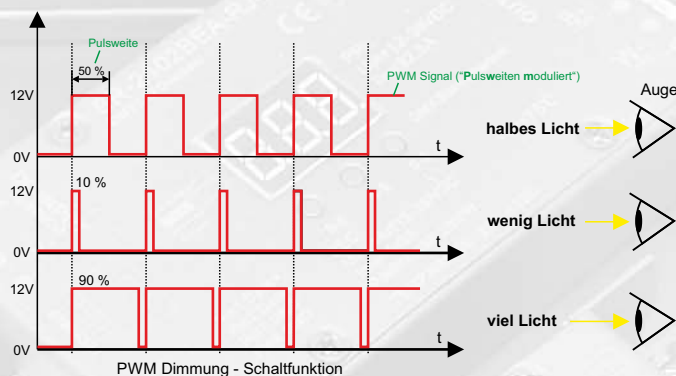 Pulsweite
50 %
PWM Signal ("Pulsweiten moduliert")
Auge
12V
halbes Licht
t
0V
10 %
12V
wenig Licht
t
0V
90 %
12V
viel Licht
t
0V
PWM Dimmung - Schaltfunktion